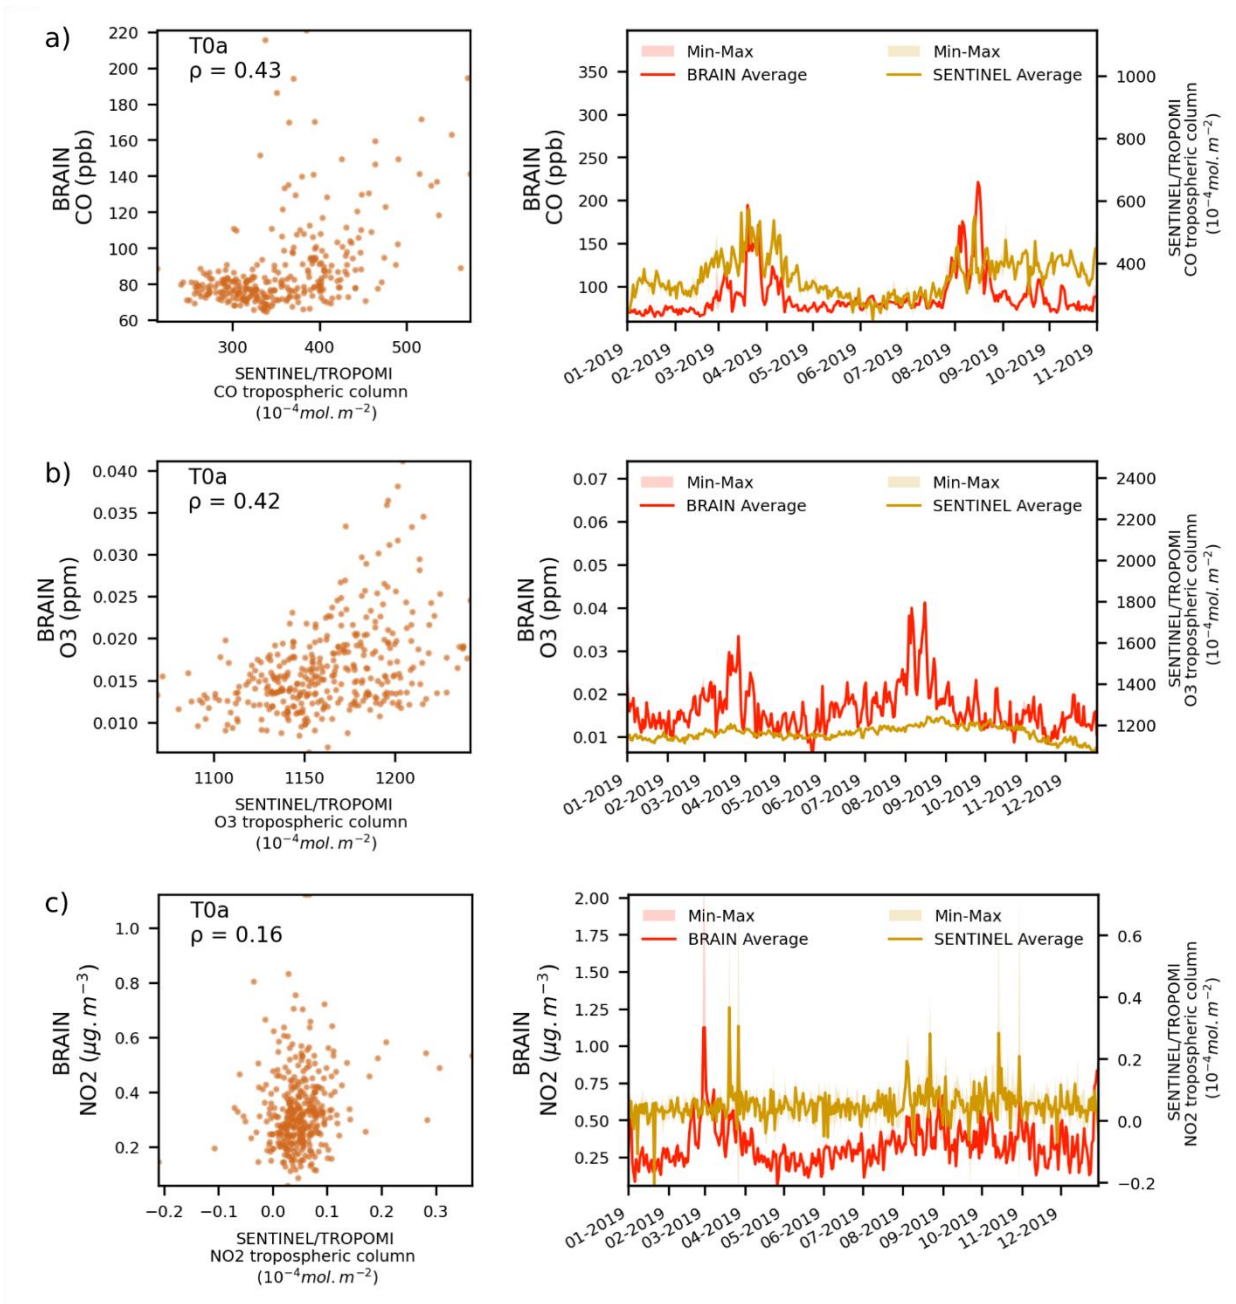 a)
T0a
ρ = 0.43
220
200
180
160
140
120
100
80
60
BRAIN
CO (ppb)
300 400 500
SENTINEL/TROPOMI
CO tropospheric column
(10⁻⁴mol. m⁻²)
Min-Max
BRAIN Average
Min-Max
SENTINEL Average
350
300
250
200
150
100
BRAIN
CO (ppb)
1000
800
600
400
SENTINEL/TROPOMI
CO tropospheric column
(10⁻⁴mol. m⁻²)
01-2019 02-2019 03-2019 04-2019 05-2019 06-2019 07-2019 08-2019 09-2019 10-2019 11-2019
b)
T0a
ρ = 0.42
0.040
0.035
0.030
0.025
0.020
0.015
0.010
BRAIN
O3 (ppm)
1100 1150 1200
SENTINEL/TROPOMI
O3 tropospheric column
(10⁻⁴mol. m⁻²)
Min-Max
BRAIN Average
Min-Max
SENTINEL Average
0.07
0.06
0.05
0.04
0.03
0.02
0.01
BRAIN
O3 (ppm)
2400
2200
2000
1800
1600
1400
1200
SENTINEL/TROPOMI
O3 tropospheric column
(10⁻⁴mol. m⁻²)
01-2019 02-2019 03-2019 04-2019 05-2019 06-2019 07-2019 08-2019 09-2019 10-2019 11-2019 12-2019
c)
T0a
ρ = 0.16
1.0
0.8
0.6
0.4
0.2
BRAIN
NO2 (μg. m⁻³)
−0.2 −0.1 0.0 0.1 0.2 0.3
SENTINEL/TROPOMI
NO2 tropospheric column
(10⁻⁴mol. m⁻²)
Min-Max
BRAIN Average
Min-Max
SENTINEL Average
2.00
1.75
1.50
1.25
1.00
0.75
0.50
0.25
BRAIN
NO2 (μg. m⁻³)
0.6
0.4
0.2
0.0
−0.2
SENTINEL/TROPOMI
NO2 tropospheric column
(10⁻⁴mol. m⁻²)
01-2019 02-2019 03-2019 04-2019 05-2019 06-2019 07-2019 08-2019 09-2019 10-2019 11-2019 12-2019